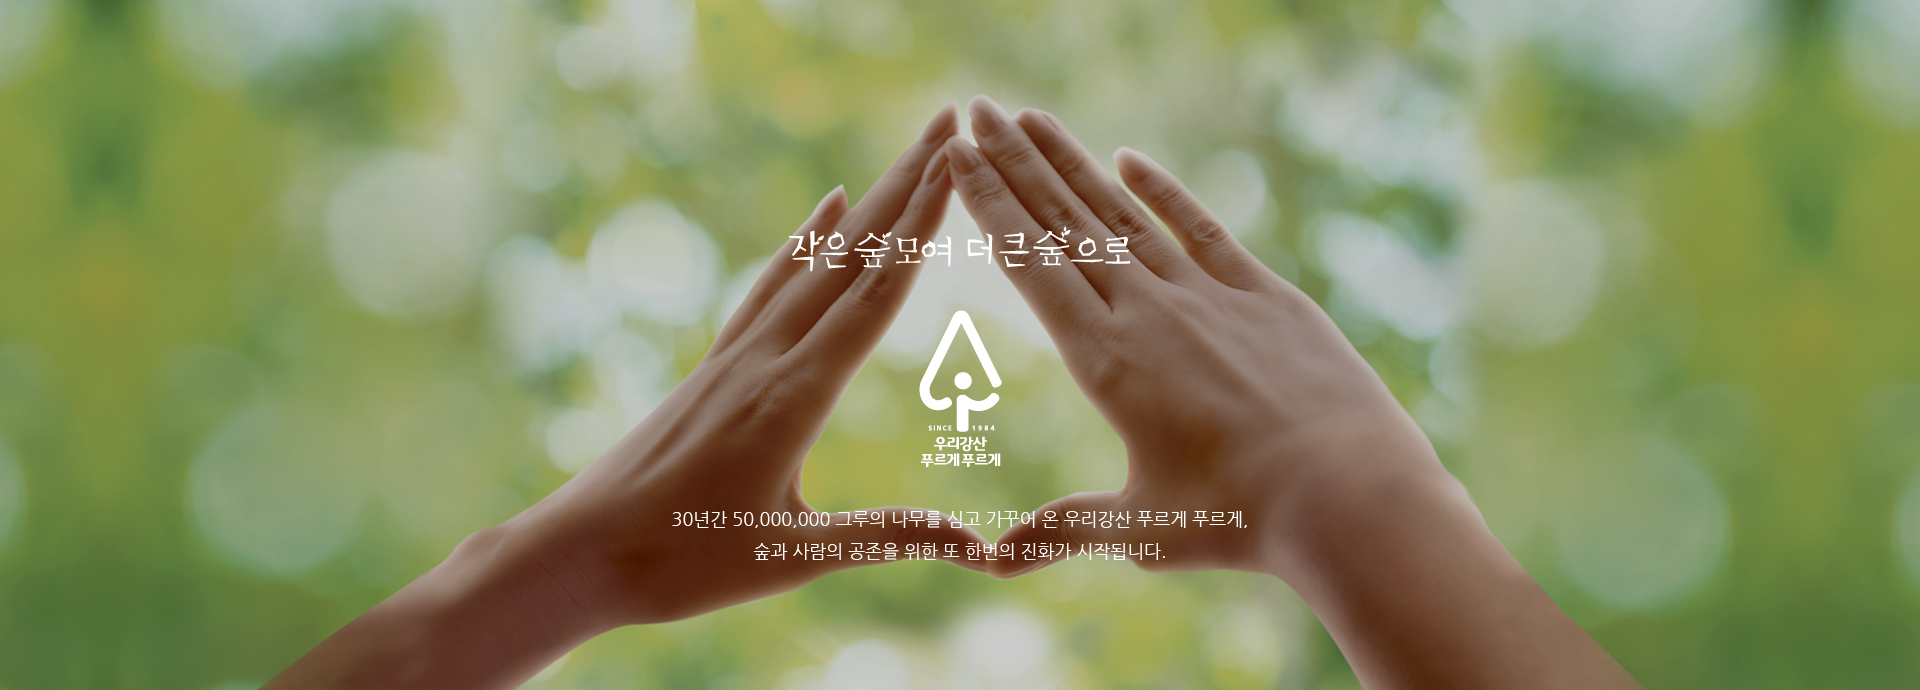 작은 숲 모여 더 큰 숲으로
SINCE 1984
우리강산
푸르게 푸르게
30년간 50,000,000 그루의 나무를 심고 가꾸어 온 우리강산 푸르게 푸르게,
숲과 사람의 공존을 위한 또 한번의 진화가 시작됩니다.